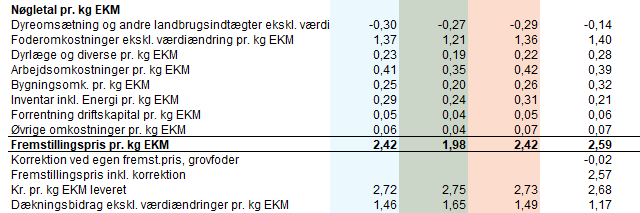 Nøgletal pr. kg EKM
Dyreomsætning og andre landbrugsindtægter ekskl. værdi -0,30 -0,27 -0,29 -0,14
Foderomkostninger ekskl. værdiændring pr. kg EKM 1,37 1,21 1,36 1,40
Dyrlæge og diverse pr. kg EKM 0,23 0,19 0,22 0,28
Arbejdsomkostninger pr. kg EKM 0,41 0,35 0,42 0,39
Bygningsomk. pr. kg EKM 0,25 0,20 0,26 0,32
Inventar inkl. Energi pr. kg EKM 0,29 0,24 0,31 0,21
Forrentning driftskapital pr. kg EKM 0,05 0,04 0,05 0,06
Øvrige omkostninger pr. kg EKM 0,06 0,04 0,07 0,07
Fremstillingspris pr. kg EKM 2,42 1,98 2,42 2,59
Korrektion ved egen fremst.pris, grovfoder -0,02
Fremstillingspris inkl. korrektion 2,57
Kr. pr. kg EKM leveret 2,72 2,75 2,73 2,68
Dækningsbidrag ekskl. værdiændringer pr. kg EKM 1,46 1,65 1,49 1,17